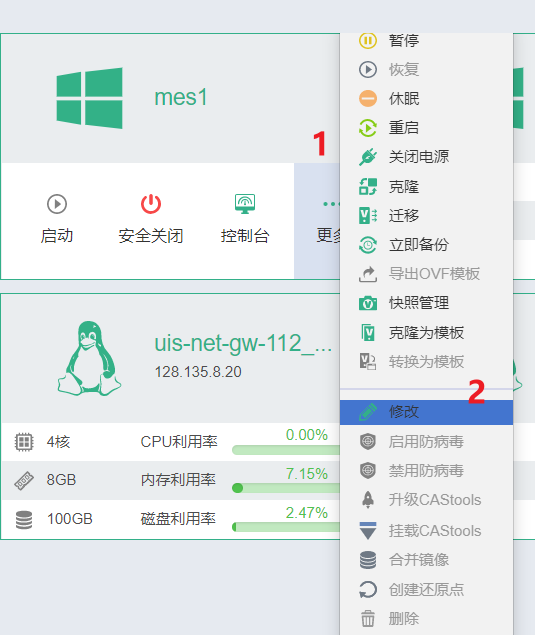 mes1
1
启动
安全关闭
控制台
更多
uis-net-gw-112_...
128.135.8.20
4核
CPU利用率
0.00%
8GB
内存利用率
7.15%
100GB
磁盘利用率
2.47%
暂停
恢复
休眠
重启
关闭电源
克隆
迁移
立即备份
导出OVF模板
快照管理
克隆为模板
转换为模板
2
修改
启用防病毒
禁用防病毒
升级CAStools
挂载CAStools
合并镜像
创建还原点
删除